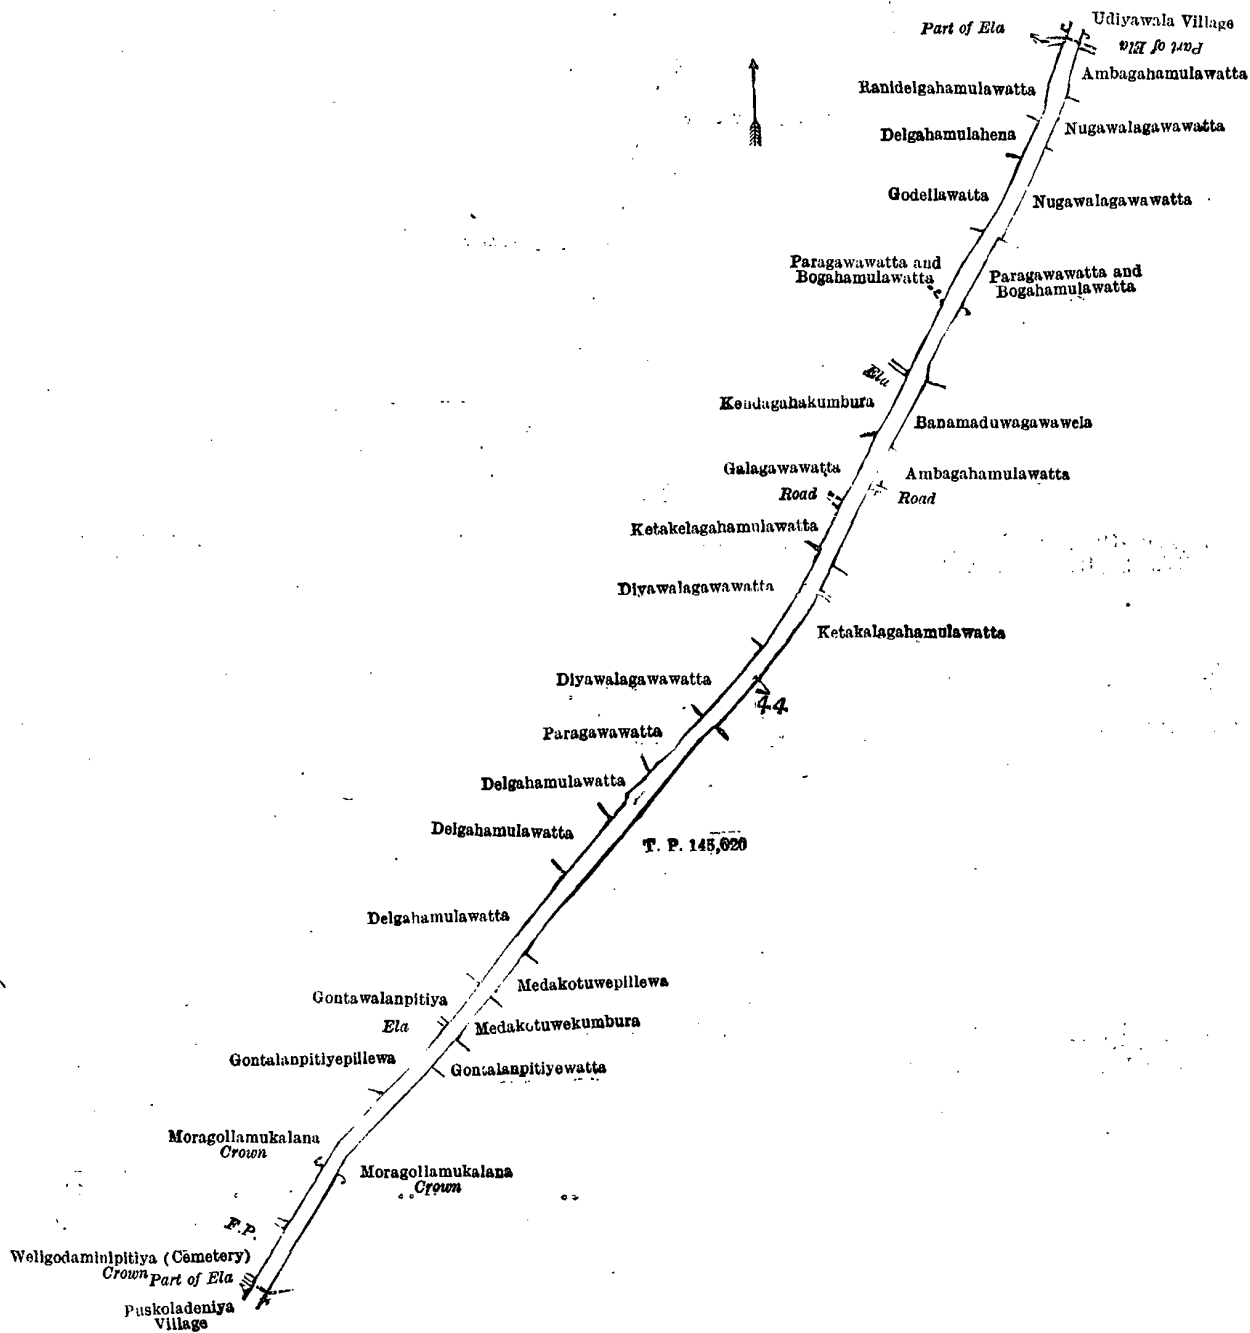 Udiyawala Village
Part of Ela
Part of Ela
Ambagahamulawatta
Ranidelgahamulawatta
Nugawalagawawatta
Delgahamulahena
Godellawatta
Nugawalagawawatta
Paragawawatta and
Bogahamulawatta
Paragawawatta and
Bogahamulawatta
Ela
Kendagahakumbura
Banamaduwagawawela
Galagawawatta
Ambagahamulawatta
Road
Road
Ketakelagahamulawatta
Diyawalagawawatta
Ketakalagahamulawatta
Diyawalagawawatta
44
Paragawawatta
Delgahamulawatta
Delgahamulawatta
T. P. 145,620
Delgahamulawatta
Medakotuwepillewa
Gontawalanpitiya
Ela
Medakotuwekumbura
Gontalanpitiyepillewa
Gontalanpitiyewatta
Moragollamukalana
Crown
Moragollamukalana
Crown
F.P.
Weligodaminipitiya (Cemetery)
Crown
Part of Ela
Puskoladeniya
Village